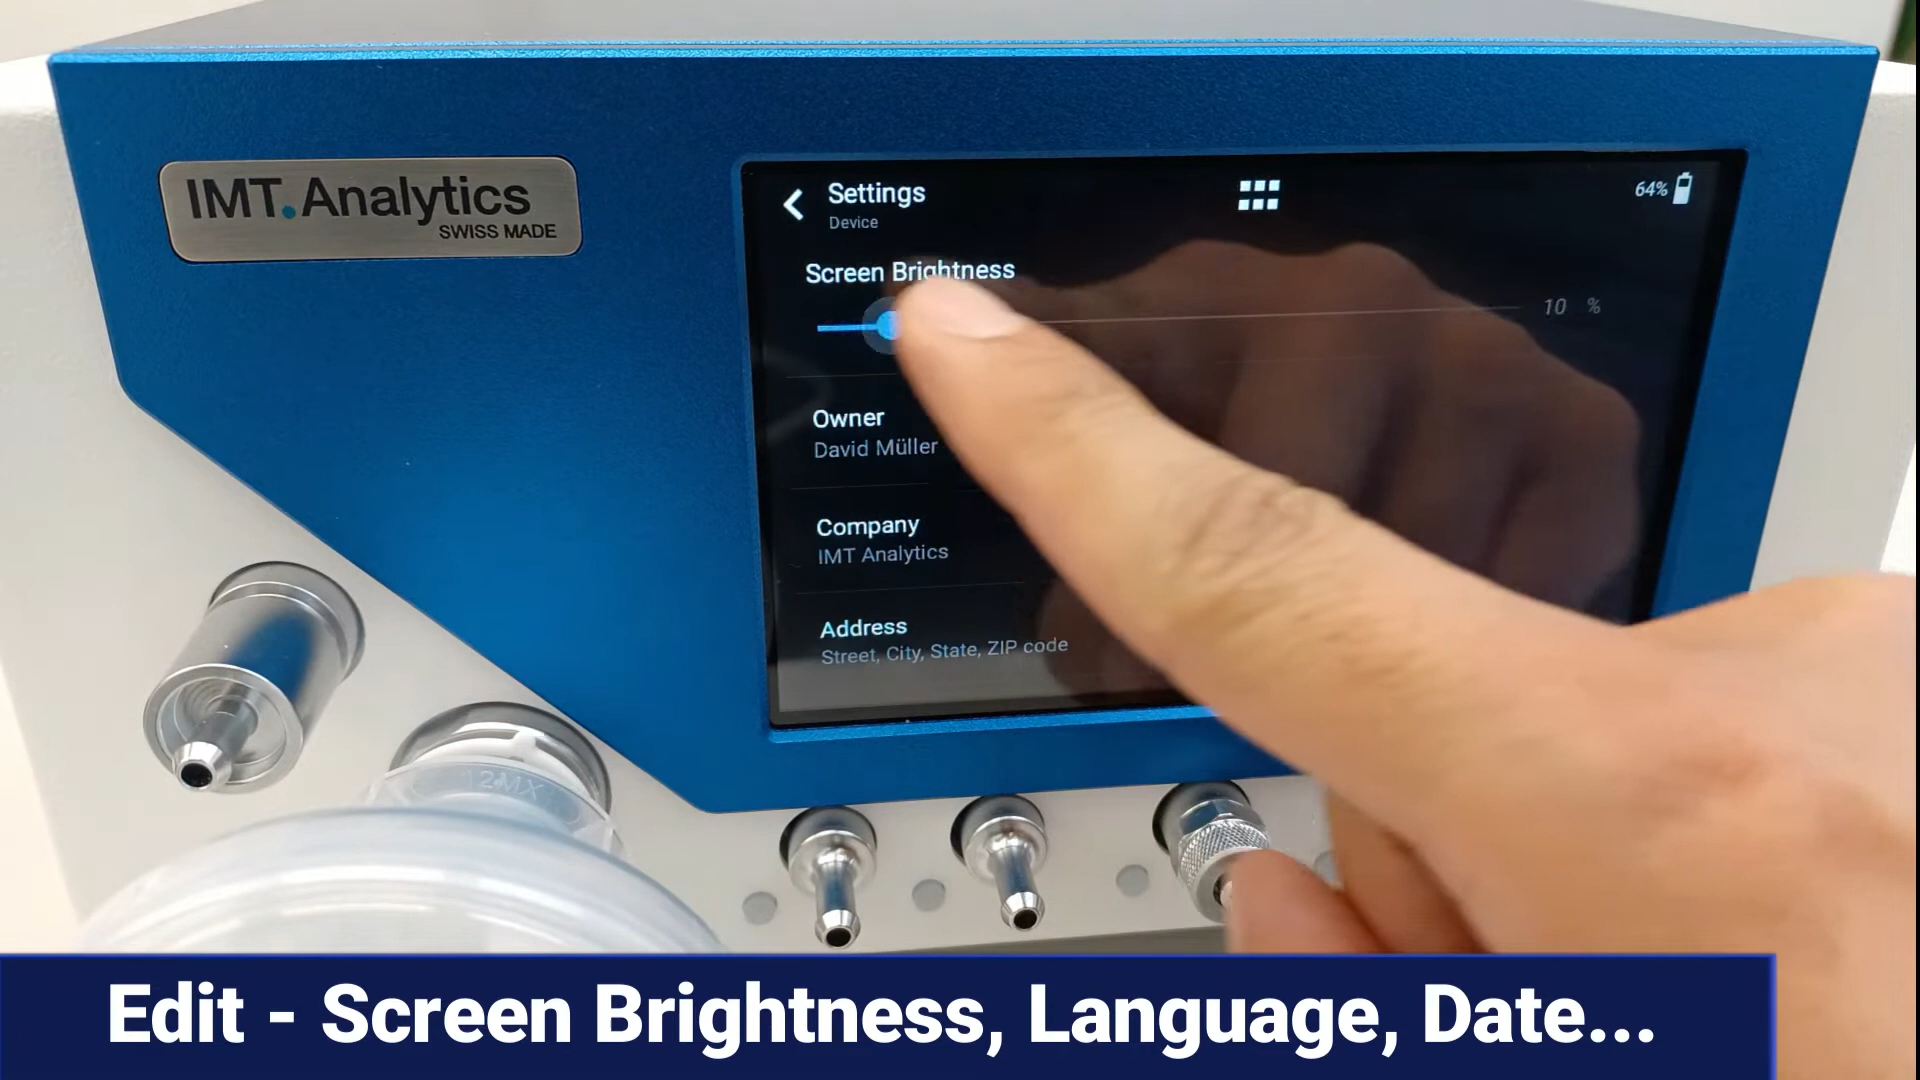 IMT.Analytics
SWISS MADE
Settings
Device
64%
Screen Brightness
10 %
Owner
David Müller
Company
IMT Analytics
Address
Street, City, State, ZIP code
12MX
Edit - Screen Brightness, Language, Date...